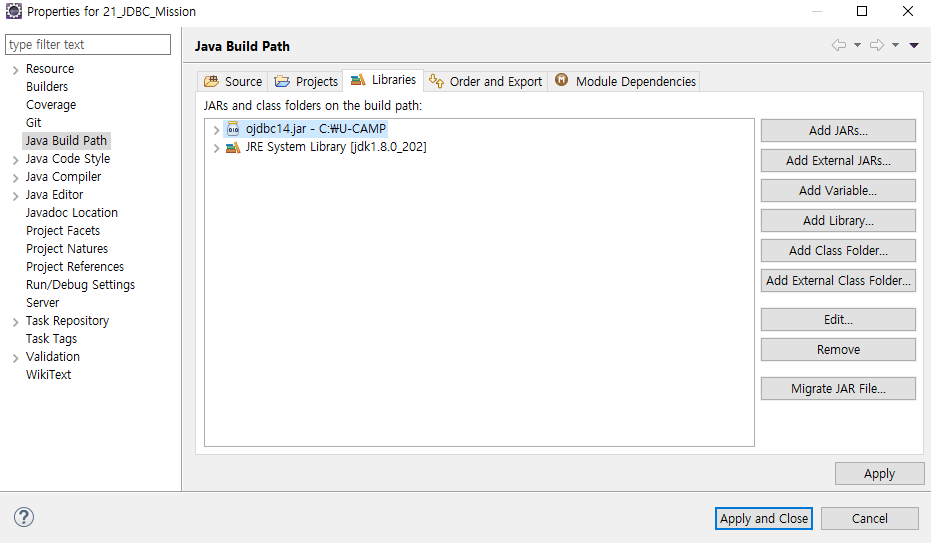 Properties for 21_JDBC_Mission
type filter text
Resource
Builders
Coverage
Git
Java Build Path
Java Code Style
Java Compiler
Java Editor
Javadoc Location
Project Facets
Project Natures
Project References
Run/Debug Settings
Server
Task Repository
Task Tags
Validation
WikiText
Java Build Path
Source Projects Libraries Order and Export Module Dependencies
JARs and class folders on the build path:
ojdbc14.jar - C:₩U-CAMP
JRE System Library [jdk1.8.0_202]
Add JARs...
Add External JARs...
Add Variable...
Add Library...
Add Class Folder...
Add External Class Folder...
Edit...
Remove
Migrate JAR File...
Apply
Apply and Close Cancel